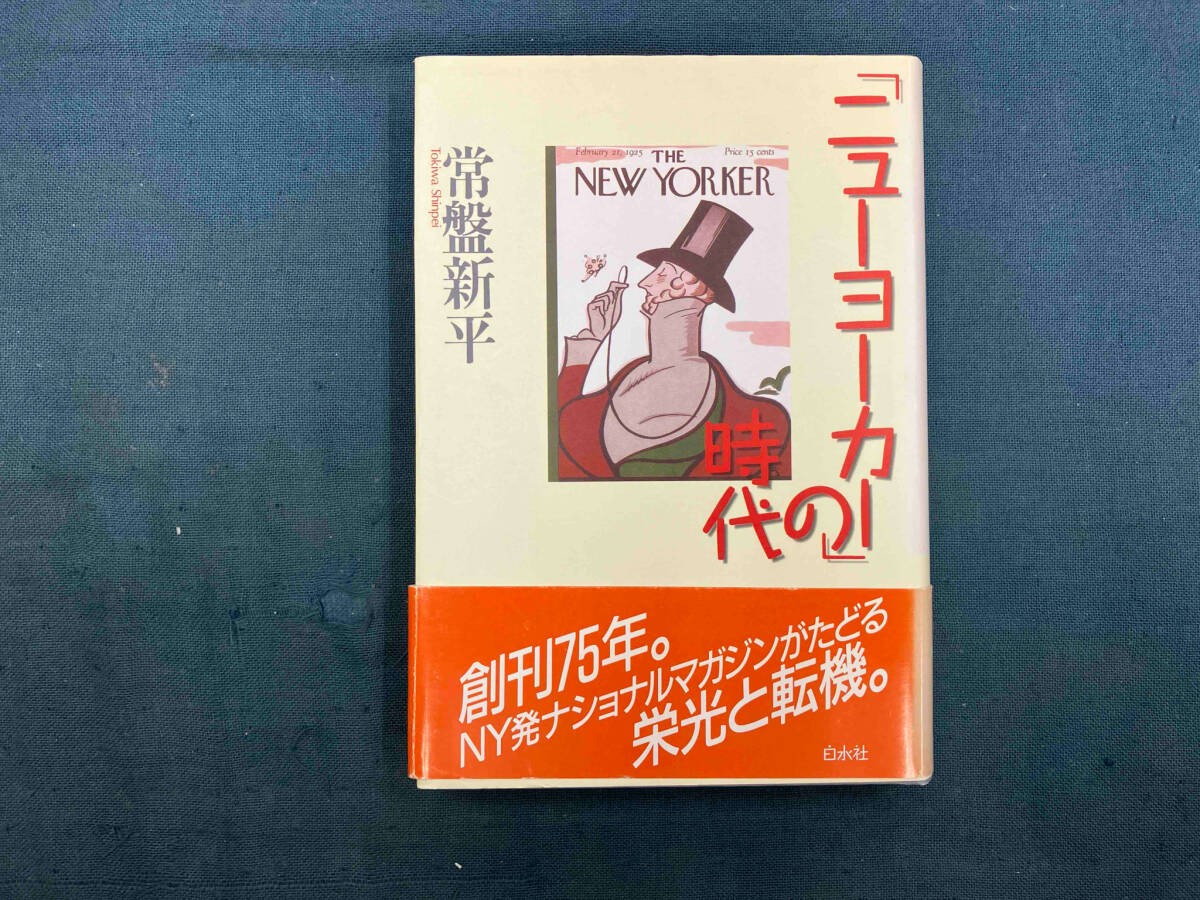 『ニューヨーカー』の
時代
February 21, 1925
Price 15 cents
THE
NEW YORKER
常盤新平
Tokiwa Shinpei
創刊75年。
NY発ナショナルマガジンがたどる
栄光と転機。
白水社